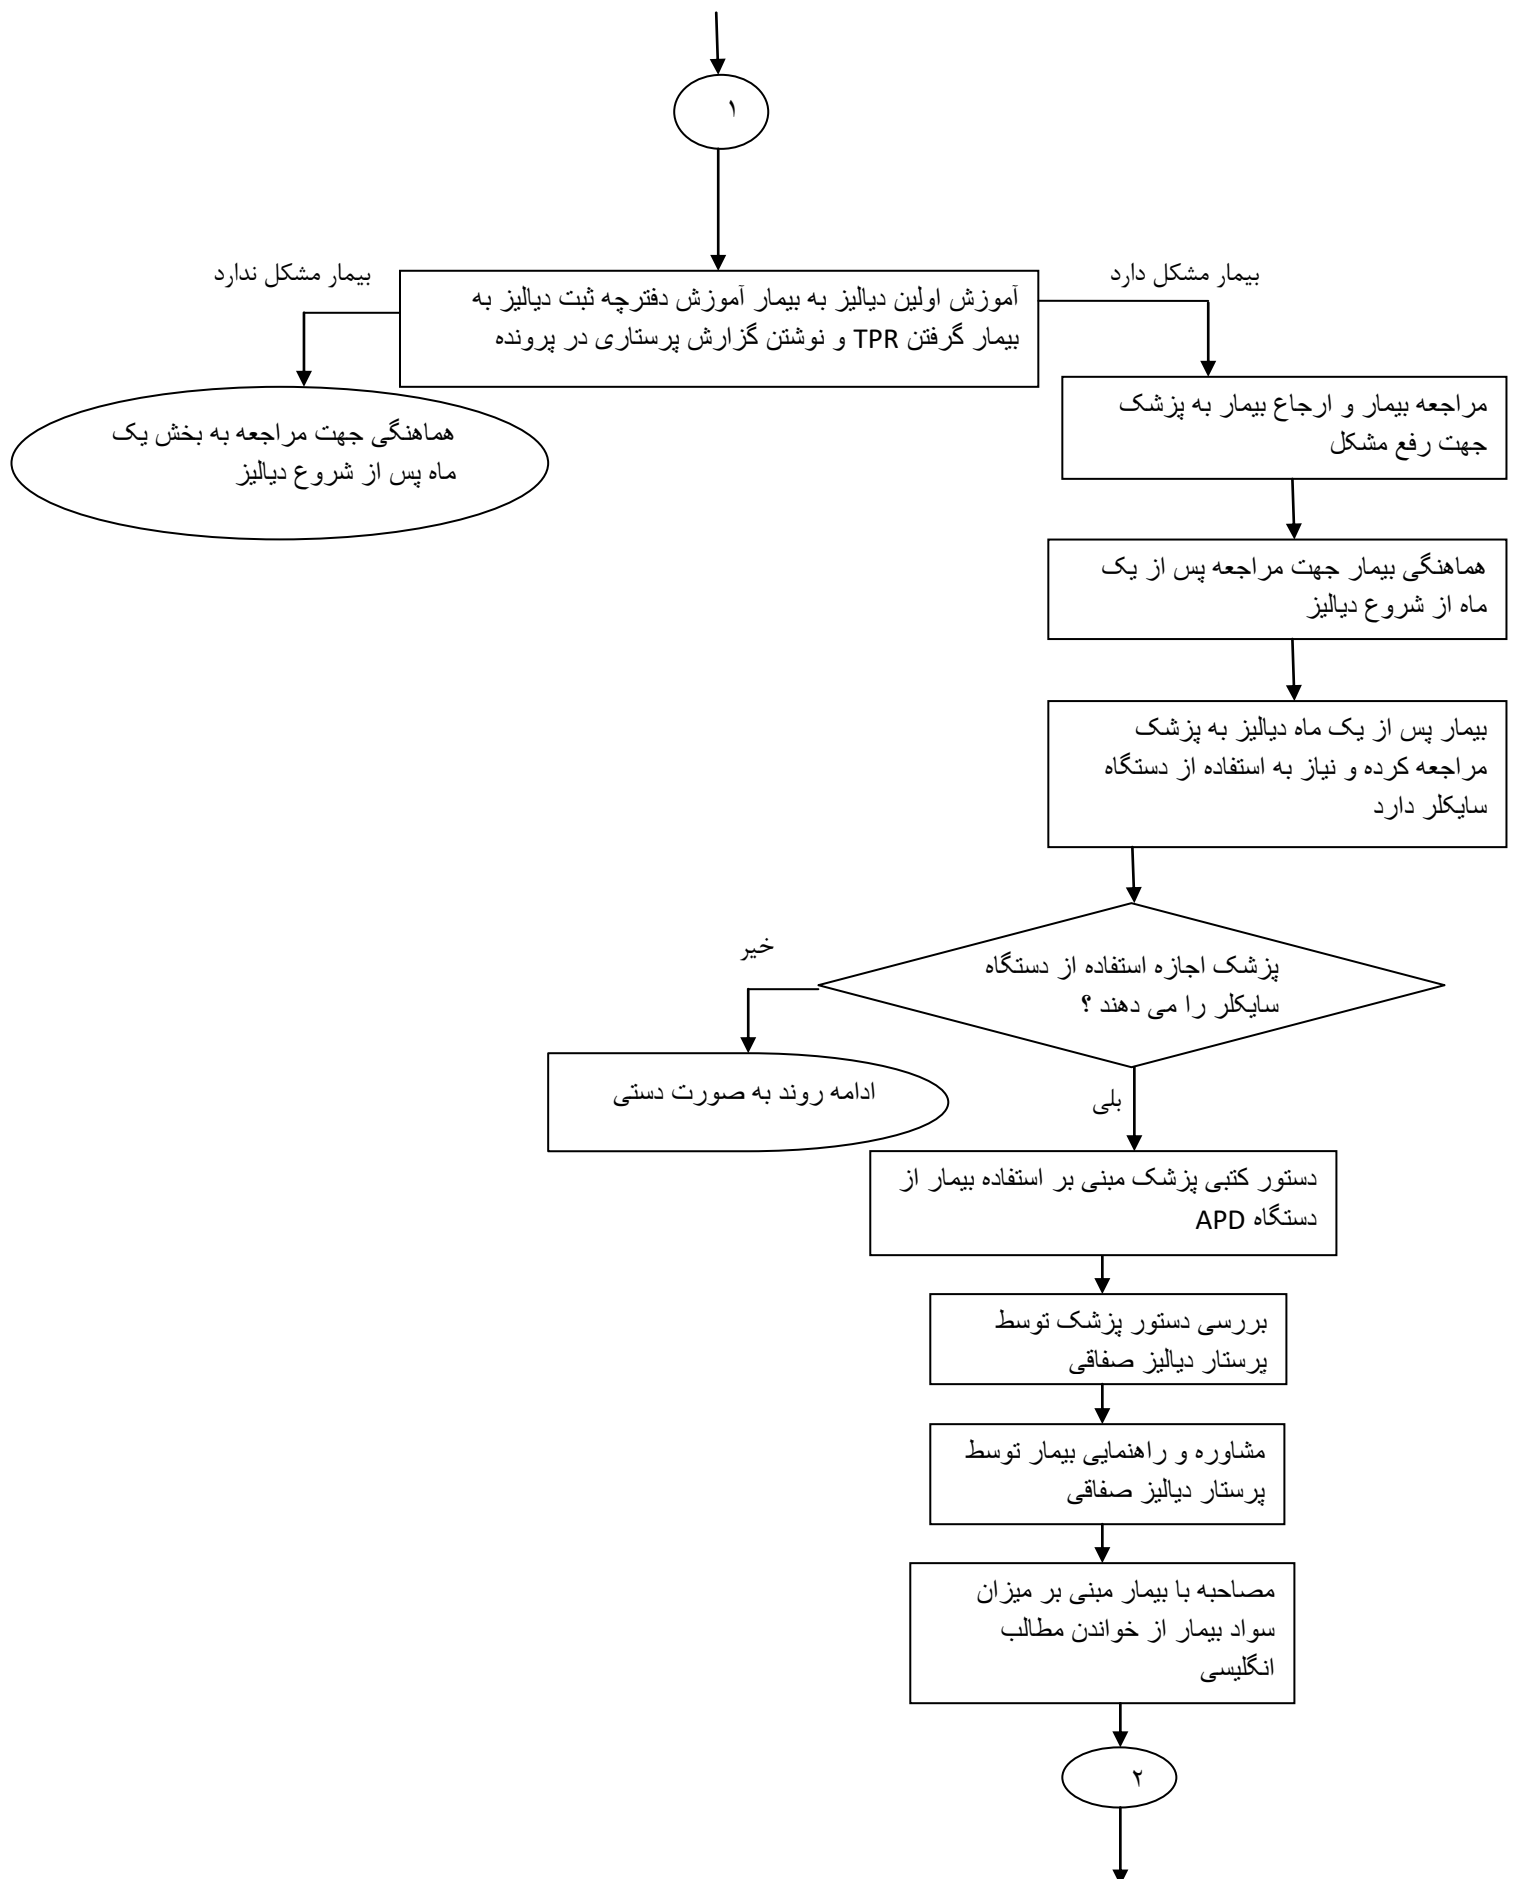 ۱
بیمار مشکل دارد
بیمار مشکل ندارد
آموزش اولین دیالیز به بیمار آموزش دفترچه ثبت دیالیز به
بیمار گرفتن TPR و نوشتن گزارش پرستاری در پرونده
مراجعه بیمار و ارجاع بیمار به پزشک
جهت رفع مشکل
هماهنگی جهت مراجعه به بخش یک
ماه پس از شروع دیالیز
هماهنگی بیمار جهت مراجعه پس از یک
ماه از شروع دیالیز
بیمار پس از یک ماه دیالیز به پزشک
مراجعه کرده و نیاز به استفاده از دستگاه
سایکلر دارد
خیر
پزشک اجازه استفاده از دستگاه
سایکلر را می دهند ؟
ادامه روند به صورت دستی
بلی
دستور کتبی پزشک مبنی بر استفاده بیمار از
دستگاه APD
بررسی دستور پزشک توسط
پرستار دیالیز صفاقی
مشاوره و راهنمایی بیمار توسط
پرستار دیالیز صفاقی
مصاحبه با بیمار مبنی بر میزان
سواد بیمار از خواندن مطالب
انگلیسی
۲